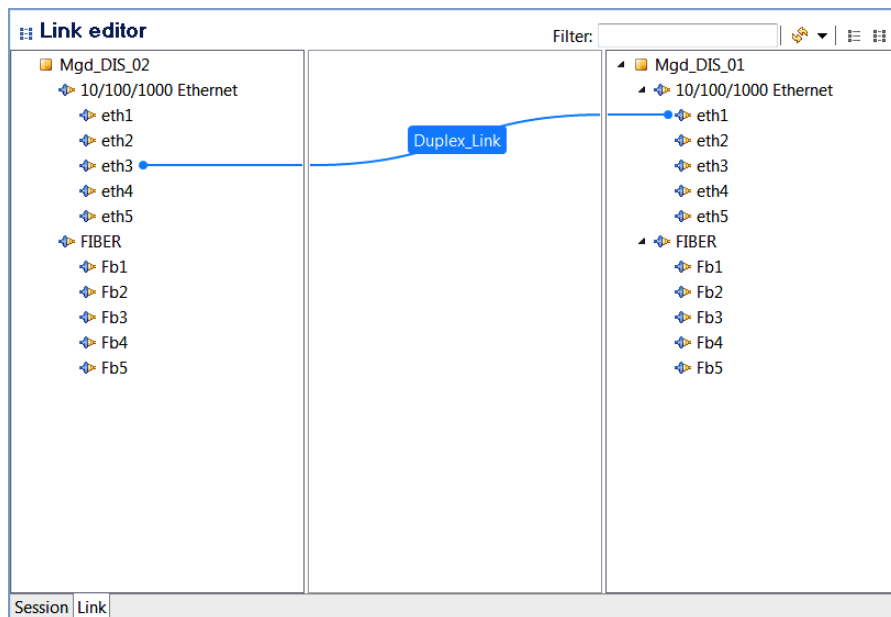 Link editor
Filter:
Mgd_DIS_02
10/100/1000 Ethernet
eth1
eth2
eth3
eth4
eth5
FIBER
Fb1
Fb2
Fb3
Fb4
Fb5
Duplex_Link
Mgd_DIS_01
10/100/1000 Ethernet
eth1
eth2
eth3
eth4
eth5
FIBER
Fb1
Fb2
Fb3
Fb4
Fb5
Session Link